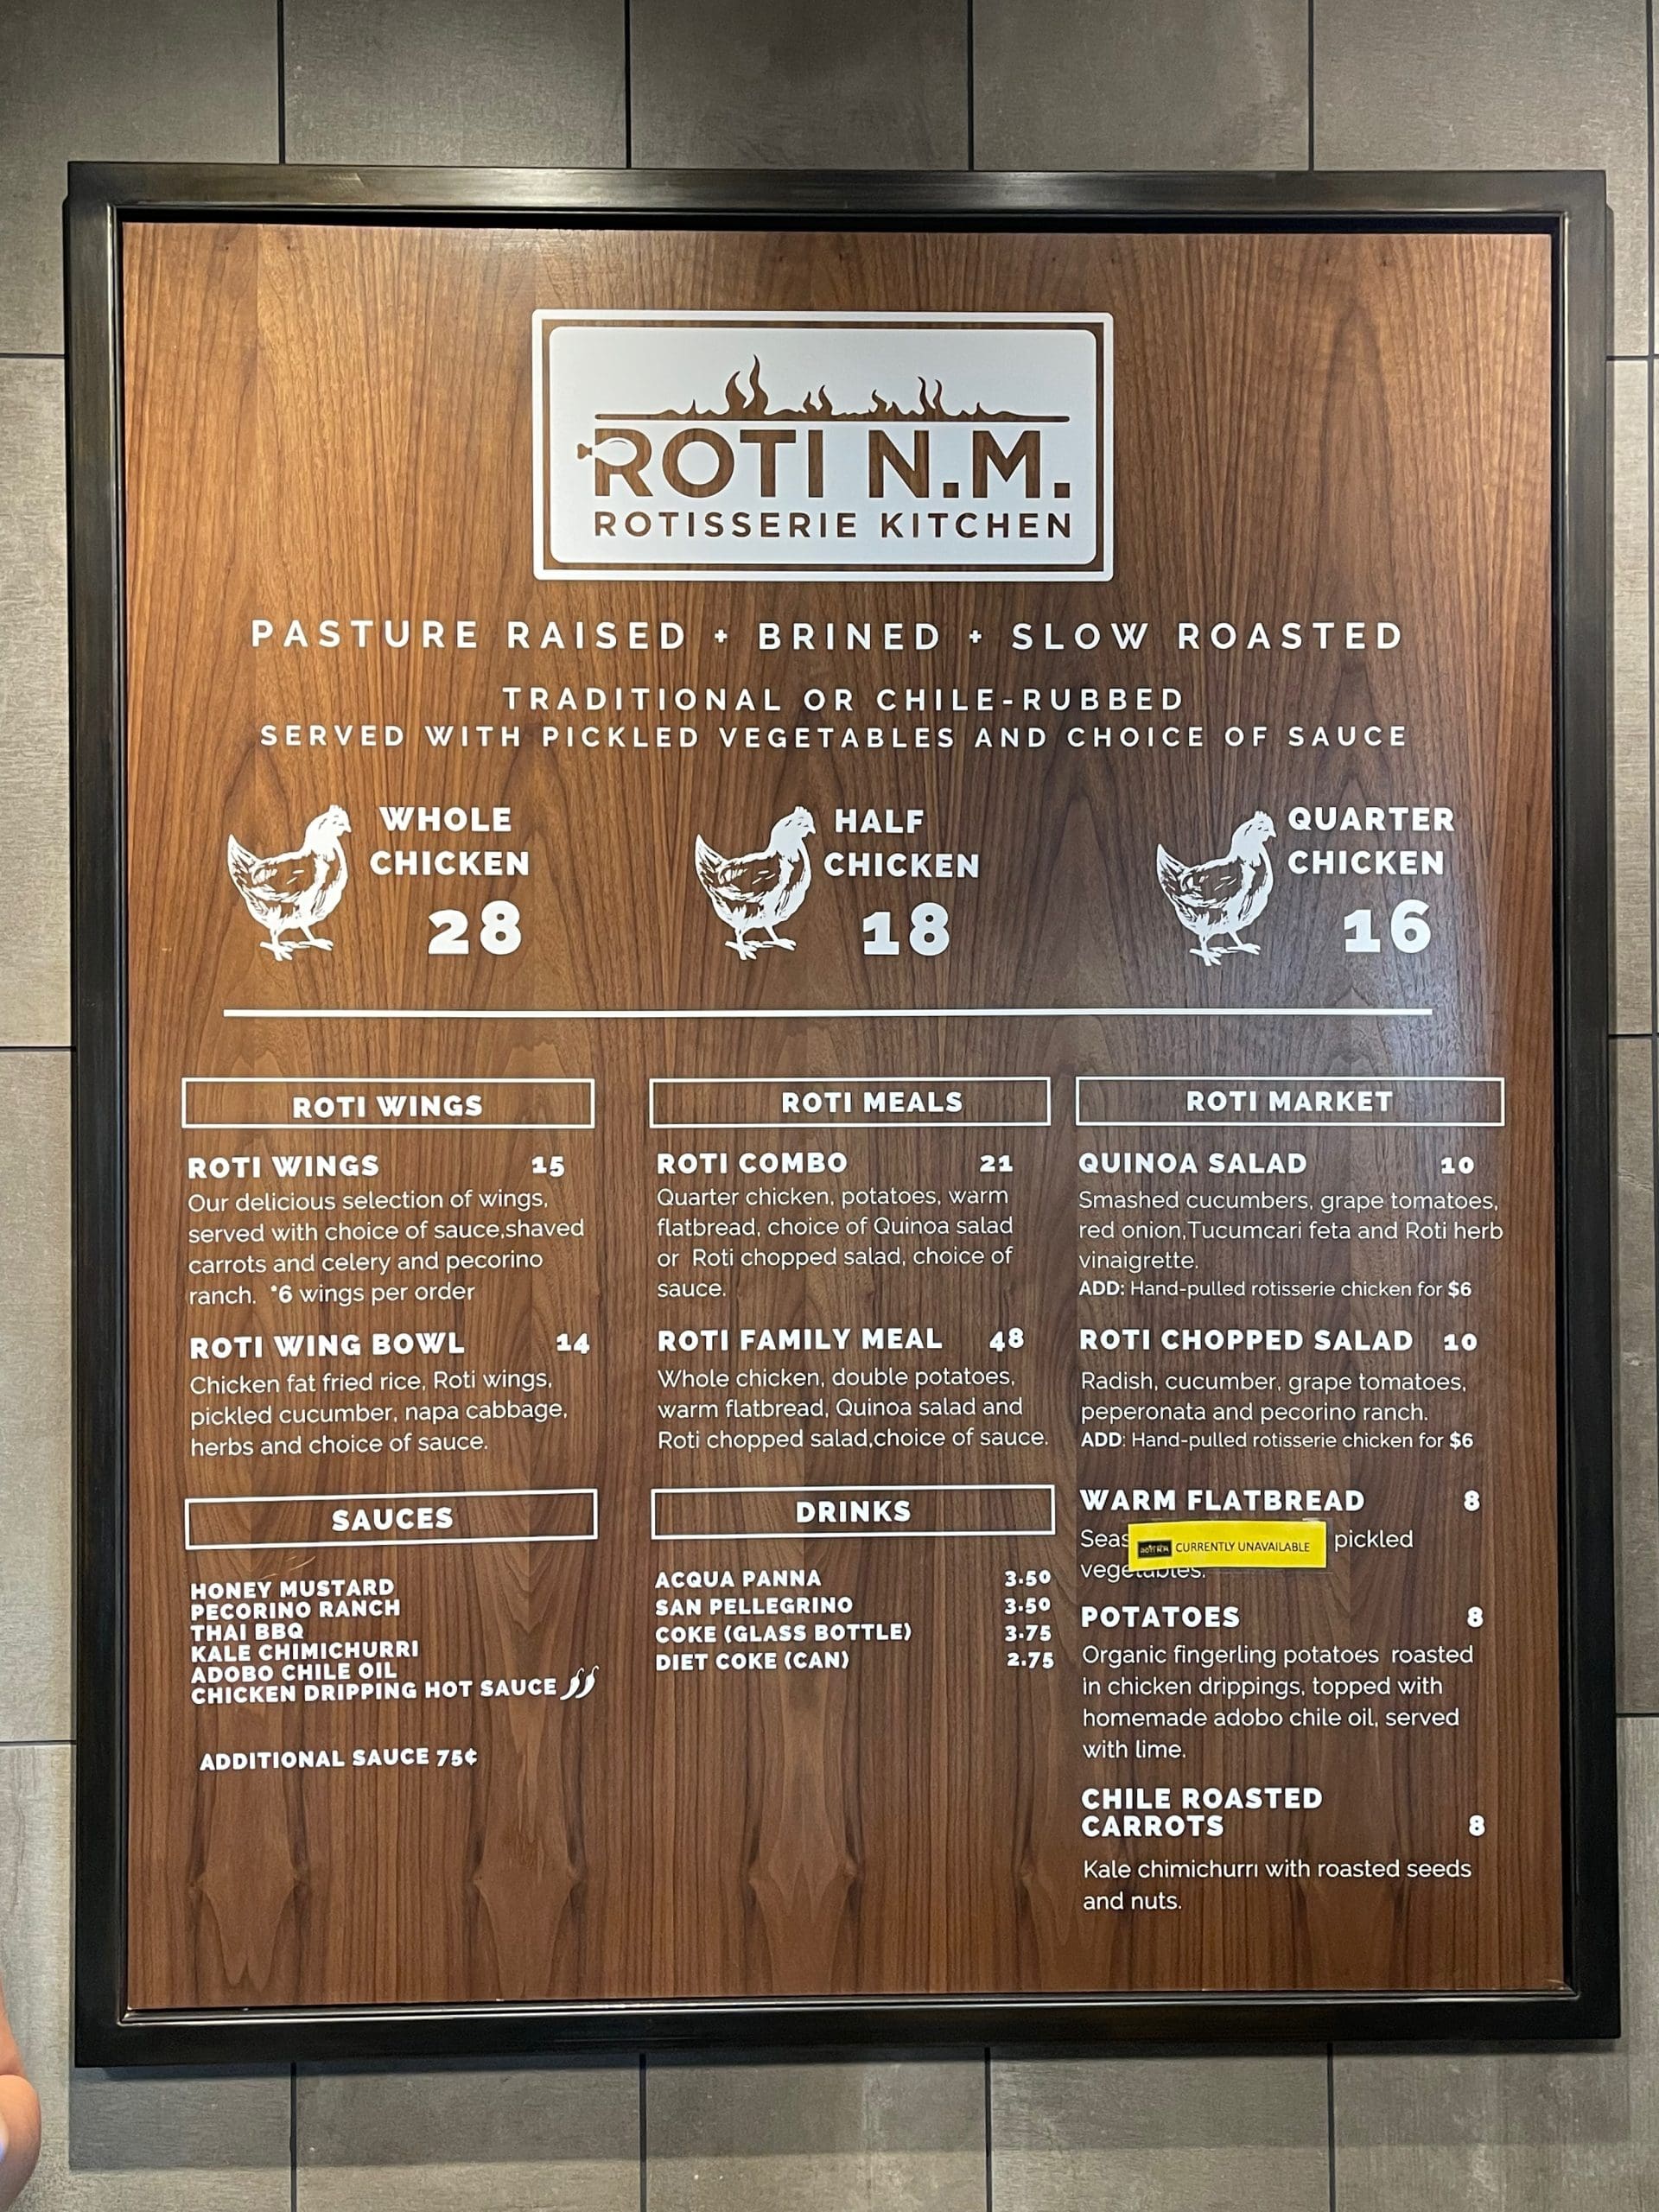 ROTI N.M.
ROTISSERIE KITCHEN
PASTURE RAISED + BRINED + SLOW ROASTED
TRADITIONAL OR CHILE-RUBBED
SERVED WITH PICKLED VEGETABLES AND CHOICE OF SAUCE
WHOLE
CHICKEN
28
HALF
CHICKEN
18
QUARTER
CHICKEN
16
ROTI WINGS
ROTI WINGS 15
Our delicious selection of wings,
served with choice of sauce,shaved
carrots and celery and pecorino
ranch. *6 wings per order
ROTI WING BOWL 14
Chicken fat fried rice, Roti wings,
pickled cucumber, napa cabbage,
herbs and choice of sauce.
SAUCES
HONEY MUSTARD
PECORINO RANCH
THAI BBQ
KALE CHIMICHURRI
ADOBO CHILE OIL
CHICKEN DRIPPING HOT SAUCE
ADDITIONAL SAUCE 75¢
ROTI MEALS
ROTI COMBO 21
Quarter chicken, potatoes, warm
flatbread, choice of Quinoa salad
or Roti chopped salad, choice of
sauce.
ROTI FAMILY MEAL 48
Whole chicken, double potatoes,
warm flatbread, Quinoa salad and
Roti chopped salad,choice of sauce.
DRINKS
ACQUA PANNA 3.50
SAN PELLEGRINO 3.50
COKE (GLASS BOTTLE) 3.75
DIET COKE (CAN) 2.75
ROTI MARKET
QUINOA SALAD 10
Smashed cucumbers, grape tomatoes,
red onion,Tucumcari feta and Roti herb
vinaigrette.
ADD: Hand-pulled rotisserie chicken for $6
ROTI CHOPPED SALAD 10
Radish, cucumber, grape tomatoes,
peperonata and pecorino ranch.
ADD: Hand-pulled rotisserie chicken for $6
WARM FLATBREAD 8
pickled
CURRENTLY UNAVAILABLE
vegetables.
POTATOES 8
Organic fingerling potatoes roasted
in chicken drippings, topped with
homemade adobo chile oil, served
with lime.
CHILE ROASTED
CARROTS 8
Kale chimichurri with roasted seeds
and nuts.